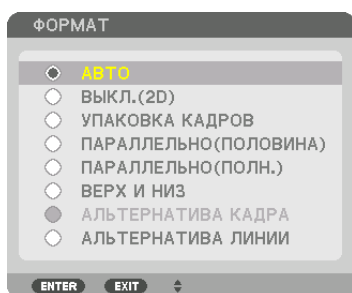 ФОРМАТ
АВТО
ВЫКЛ.(2D)
УПАКОВКА КАДРОВ
ПАРАЛЛЕЛЬНО(ПОЛОВИНА)
ПАРАЛЛЕЛЬНО(ПОЛН.)
ВЕРХ И НИЗ
АЛЬТЕРНАТИВА КАДРА
АЛЬТЕРНАТИВА ЛИНИИ
ENTER EXIT